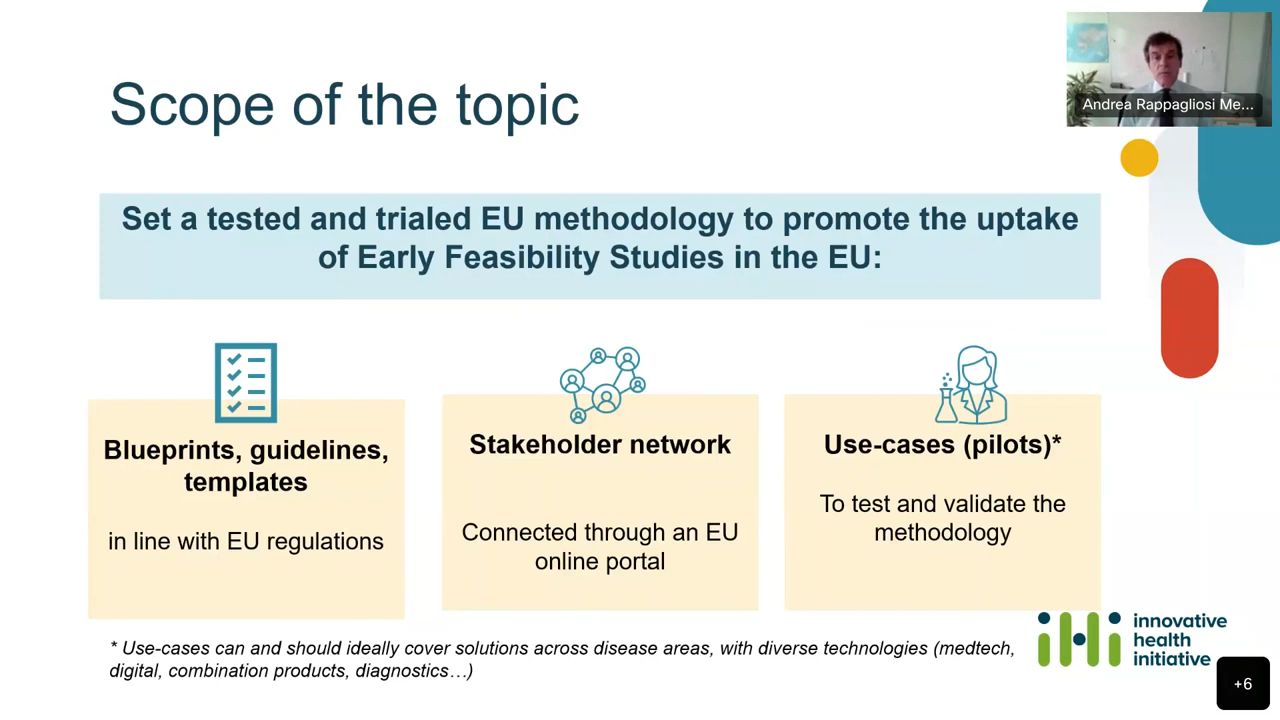 Andrea Rappagliosi Me...
Scope of the topic
Set a tested and trialed EU methodology to promote the uptake
of Early Feasibility Studies in the EU:
Blueprints, guidelines,
templates
in line with EU regulations
Stakeholder network
Connected through an EU
online portal
Use-cases (pilots)*
To test and validate the
methodology
* Use-cases can and should ideally cover solutions across disease areas, with diverse technologies (medtech,
digital, combination products, diagnostics…)
ihi
innovative
health
initiative
+6